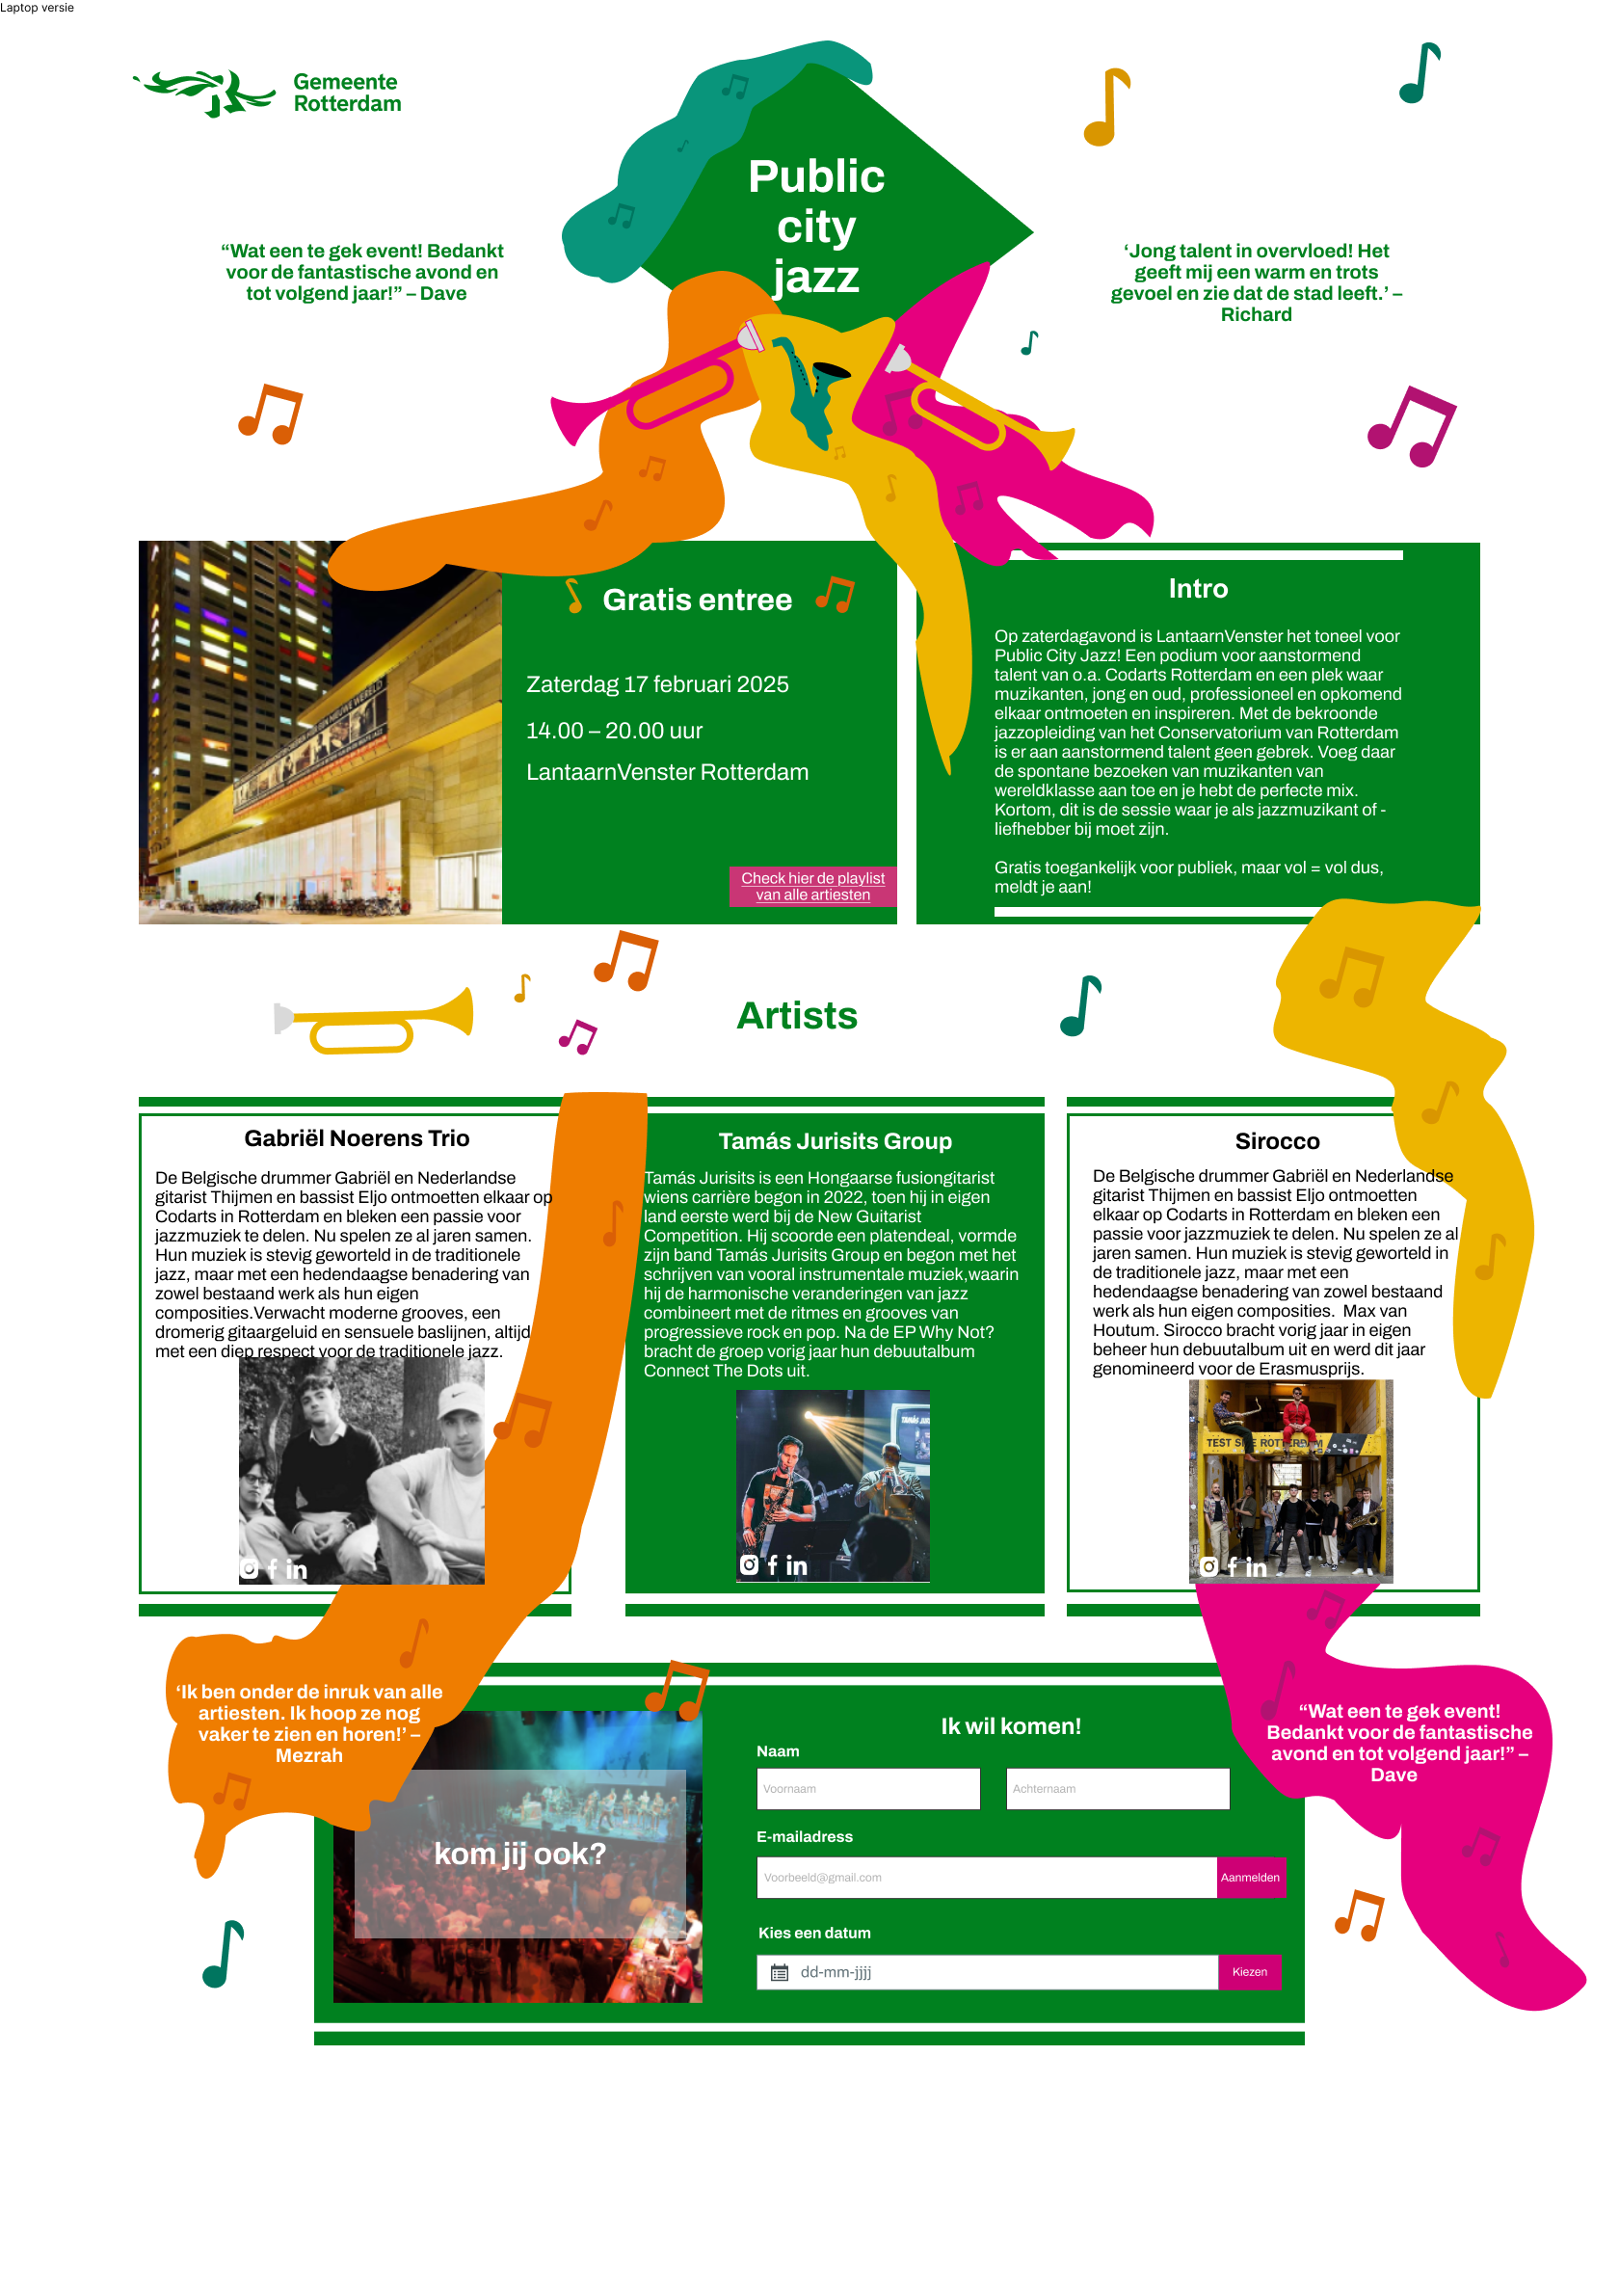 Laptop versie
Gemeente
Rotterdam
Public
city
jazz
“Wat een te gek event! Bedankt
voor de fantastische avond en
tot volgend jaar!” – Dave
‘Jong talent in overvloed! Het
geeft mij een warm en trots
gevoel en zie dat de stad leeft.’ –
Richard
Gratis entree
Zaterdag 17 februari 2025
14.00 – 20.00 uur
LantaarnVenster Rotterdam
Check hier de playlist
van alle artiesten
Intro
Op zaterdagavond is LantaarnVenster het toneel voor
Public City Jazz! Een podium voor aanstormend
talent van o.a. Codarts Rotterdam en een plek waar
muzikanten, jong en oud, professioneel en opkomend
elkaar ontmoeten en inspireren. Met de bekroonde
jazzopleiding van het Conservatorium van Rotterdam
is er aan aanstormend talent geen gebrek. Voeg daar
de spontane bezoeken van muzikanten van
wereldklasse aan toe en je hebt de perfecte mix.
Kortom, dit is de sessie waar je als jazzmuzikant of -
liefhebber bij moet zijn.
Gratis toegankelijk voor publiek, maar vol = vol dus,
meldt je aan!
Artists
Gabriël Noerens Trio
De Belgische drummer Gabriël en Nederlandse
gitarist Thijmen en bassist Eljo ontmoetten elkaar op
Codarts in Rotterdam en bleken een passie voor
jazzmuziek te delen. Nu spelen ze al jaren samen.
Hun muziek is stevig geworteld in de traditionele
jazz, maar met een hedendaagse benadering van
zowel bestaand werk als hun eigen
composities.Verwacht moderne grooves, een
dromerig gitaargeluid en sensuele baslijnen, altijd
met een diep respect voor de traditionele jazz.
Tamás Jurisits Group
Tamás Jurisits is een Hongaarse fusiongitarist
wiens carrière begon in 2022, toen hij in eigen
land eerste werd bij de New Guitarist
Competition. Hij scoorde een platendeal, vormde
zijn band Tamás Jurisits Group en begon met het
schrijven van vooral instrumentale muziek,waarin
hij de harmonische veranderingen van jazz
combineert met de ritmes en grooves van
progressieve rock en pop. Na de EP Why Not?
bracht de groep vorig jaar hun debuutalbum
Connect The Dots uit.
Sirocco
De Belgische drummer Gabriël en Nederlandse
gitarist Thijmen en bassist Eljo ontmoetten
elkaar op Codarts in Rotterdam en bleken een
passie voor jazzmuziek te delen. Nu spelen ze al
jaren samen. Hun muziek is stevig geworteld in
de traditionele jazz, maar met een
hedendaagse benadering van zowel bestaand
werk als hun eigen composities.  Max van
Houtum. Sirocco bracht vorig jaar in eigen
beheer hun debuutalbum uit en werd dit jaar
genomineerd voor de Erasmusprijs.
‘Ik ben onder de inruk van alle
artiesten. Ik hoop ze nog
vaker te zien en horen!’ –
Mezrah
kom jij ook?
Ik wil komen!
Naam
Voornaam
Achternaam
E-mailadress
Voorbeeld@gmail.com
Aanmelden
Kies een datum
dd-mm-jjjj
Kiezen
“Wat een te gek event!
Bedankt voor de fantastische
avond en tot volgend jaar!” –
Dave